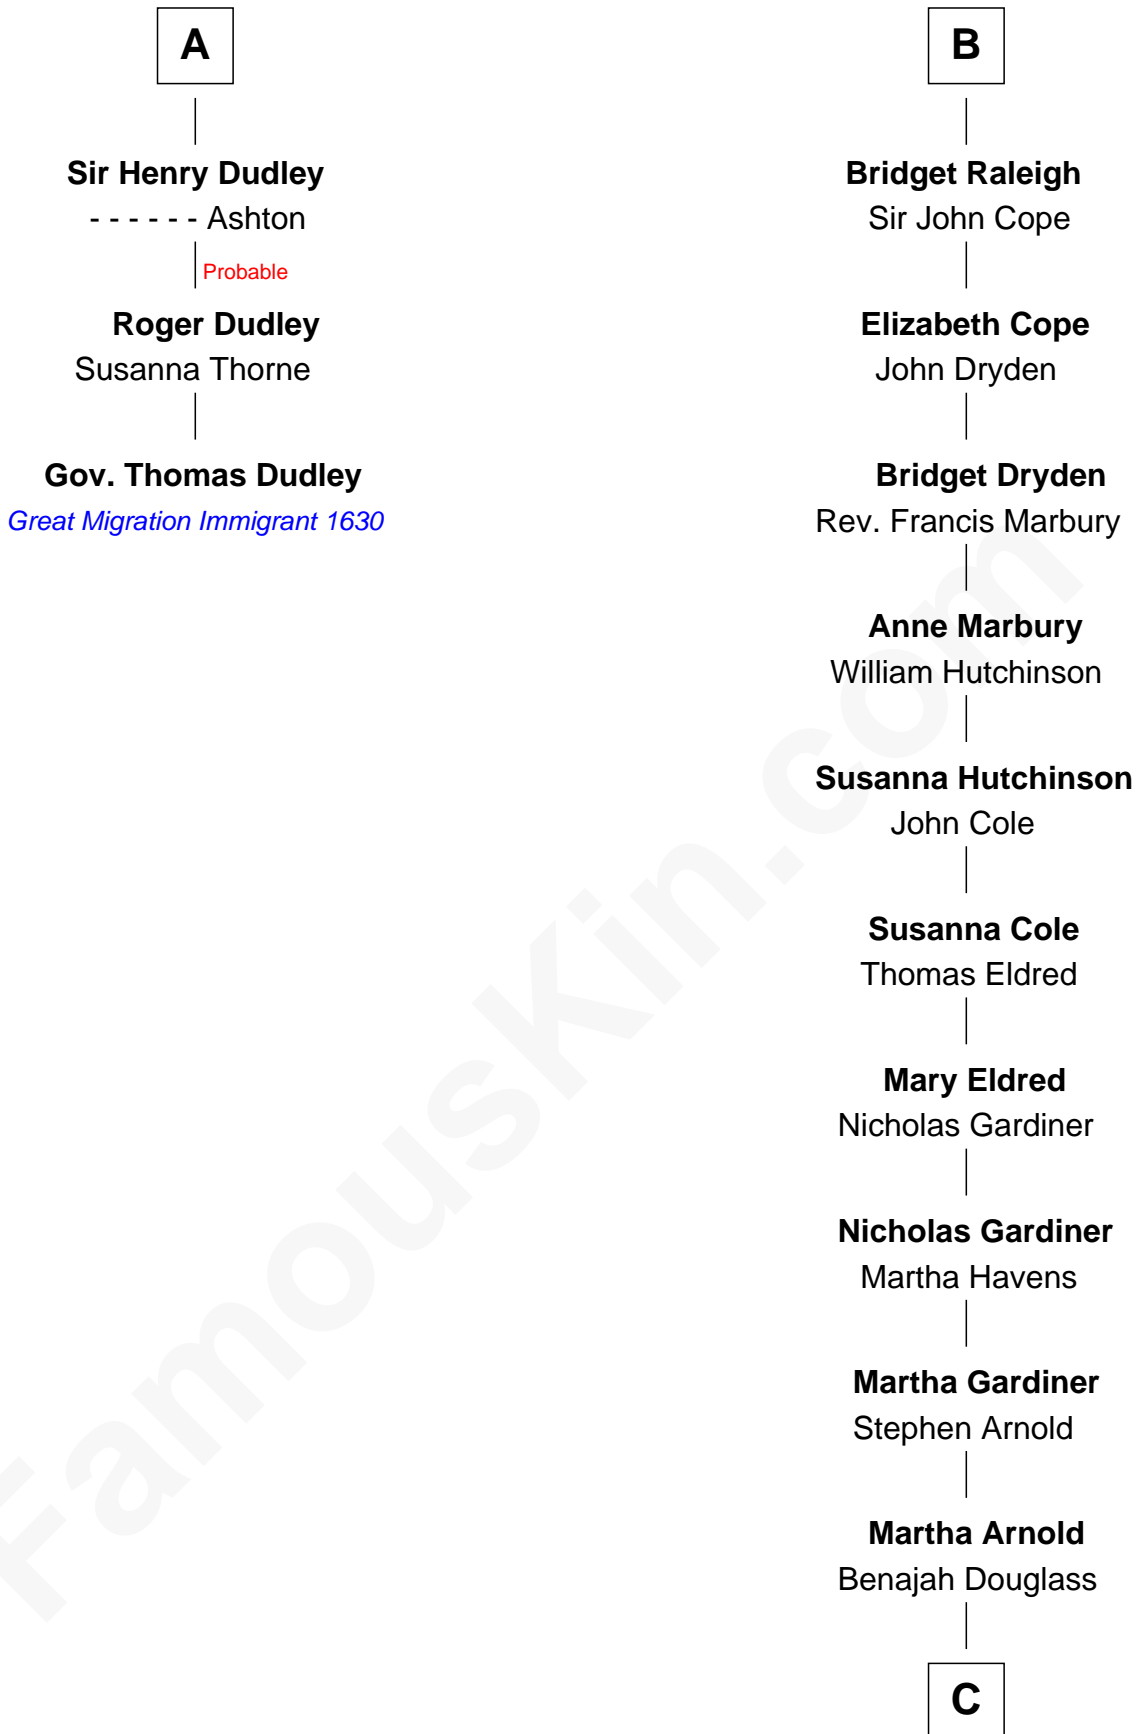 A
Sir Henry Dudley
- - - - - - Ashton
Probable
Roger Dudley
Susanna Thorne
Gov. Thomas Dudley
Great Migration Immigrant 1630
B
Bridget Raleigh
Sir John Cope
Elizabeth Cope
John Dryden
Bridget Dryden
Rev. Francis Marbury
Anne Marbury
William Hutchinson
Susanna Hutchinson
John Cole
Susanna Cole
Thomas Eldred
Mary Eldred
Nicholas Gardiner
Nicholas Gardiner
Martha Havens
Martha Gardiner
Stephen Arnold
Martha Arnold
Benajah Douglass
C
FamousKin.com